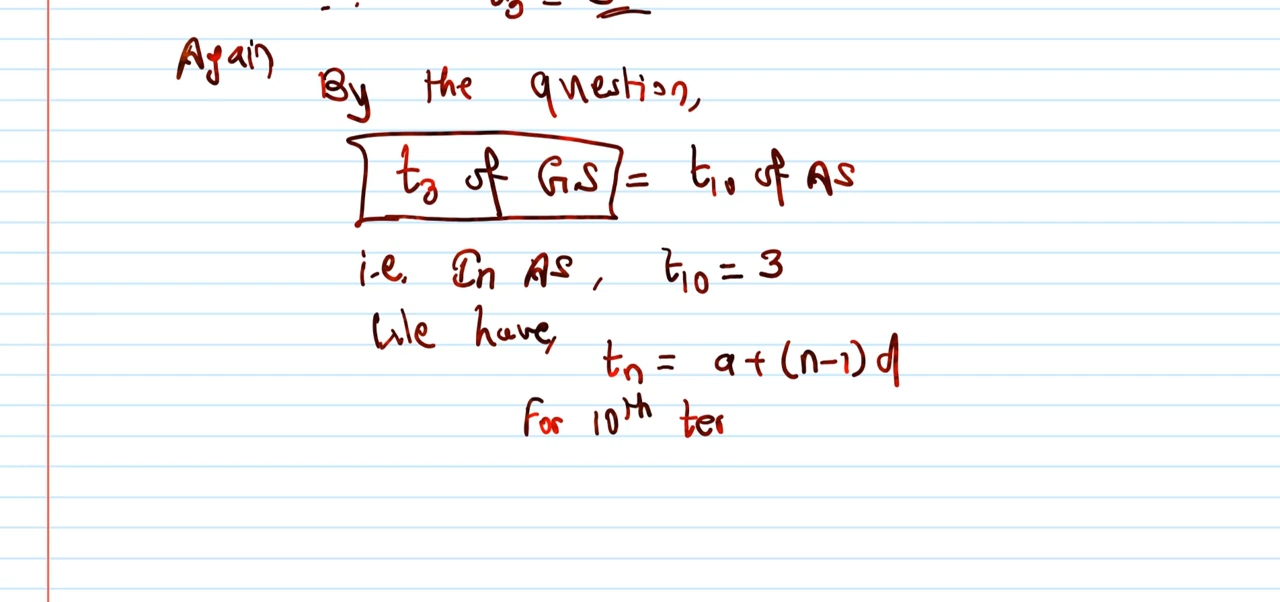 Again
By the question,
t3 of GS = t10 of AS
i.e. In AS, t10 = 3
We have,
tn = a + (n-1) d
For 10th ter